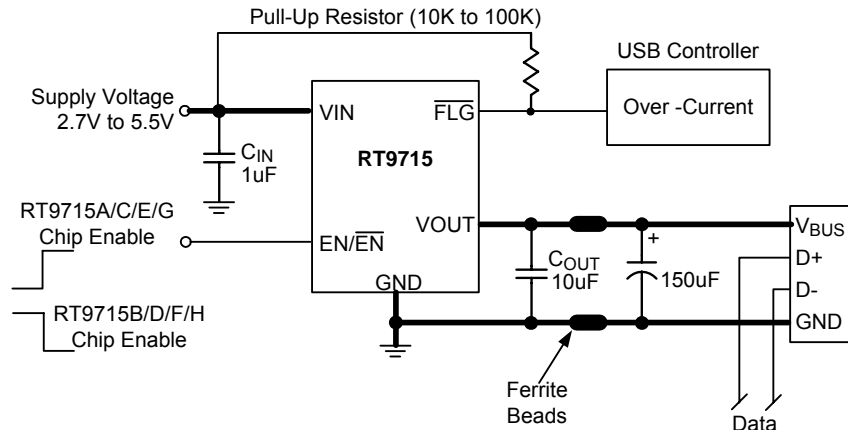 Pull-Up Resistor (10K to 100K)
USB Controller
Supply Voltage
2.7V to 5.5V
VIN
FLG
Over -Current
CIN
1uF
RT9715
RT9715A/C/E/G
Chip Enable
EN/EN
VOUT
VBUS
D+
D-
GND
COUT
10uF
+
150uF
GND
RT9715B/D/F/H
Chip Enable
Ferrite
Beads
Data